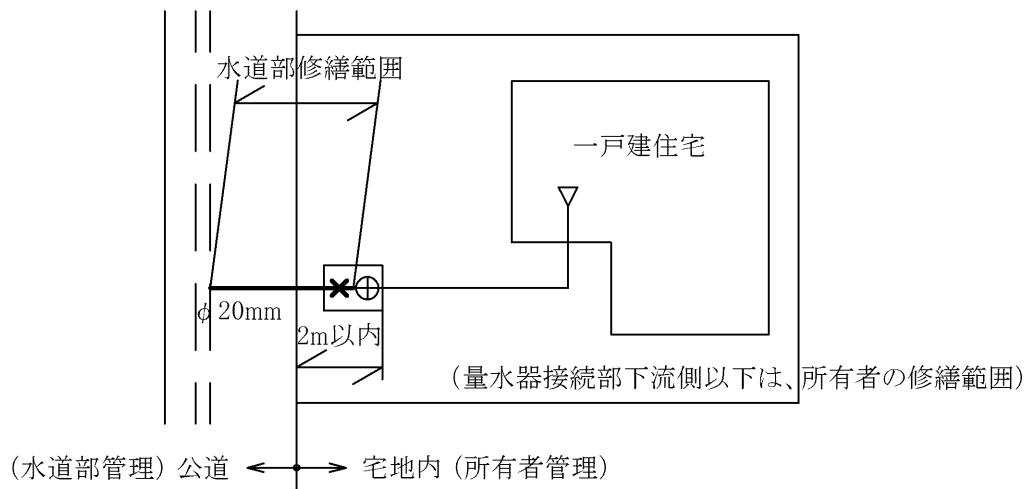 水道部修繕範囲
一戸建住宅
φ20mm
2m以内
(量水器接続部下流側以下は、所有者の修繕範囲)
(水道部管理)公道
宅地内(所有者管理)